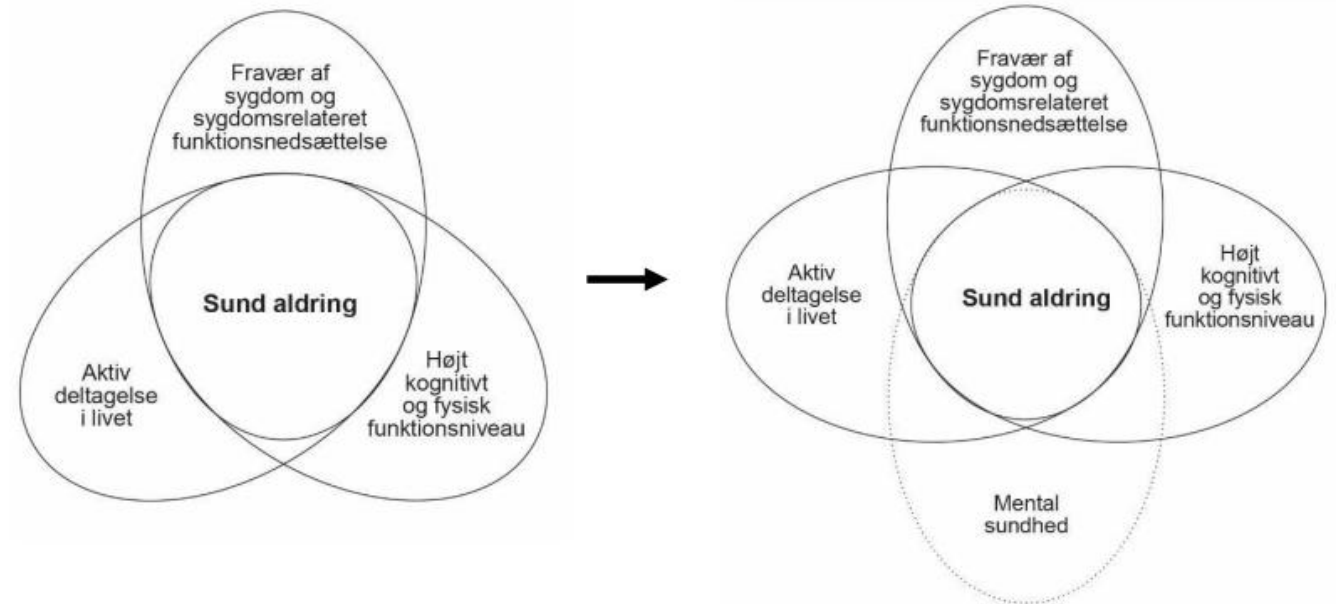 Fravær af
sygdom og
sygdomsrelateret
funktionsnedsættelse
Sund aldring
Aktiv
deltagelse
i livet
Højt
kognitivt
og fysisk
funktionsniveau
Fravær af
sygdom og
sygdomsrelateret
funktionsnedsættelse
Aktiv
deltagelse
i livet
Sund aldring
Højt
kognitivt
og fysisk
funktionsniveau
Mental
sundhed